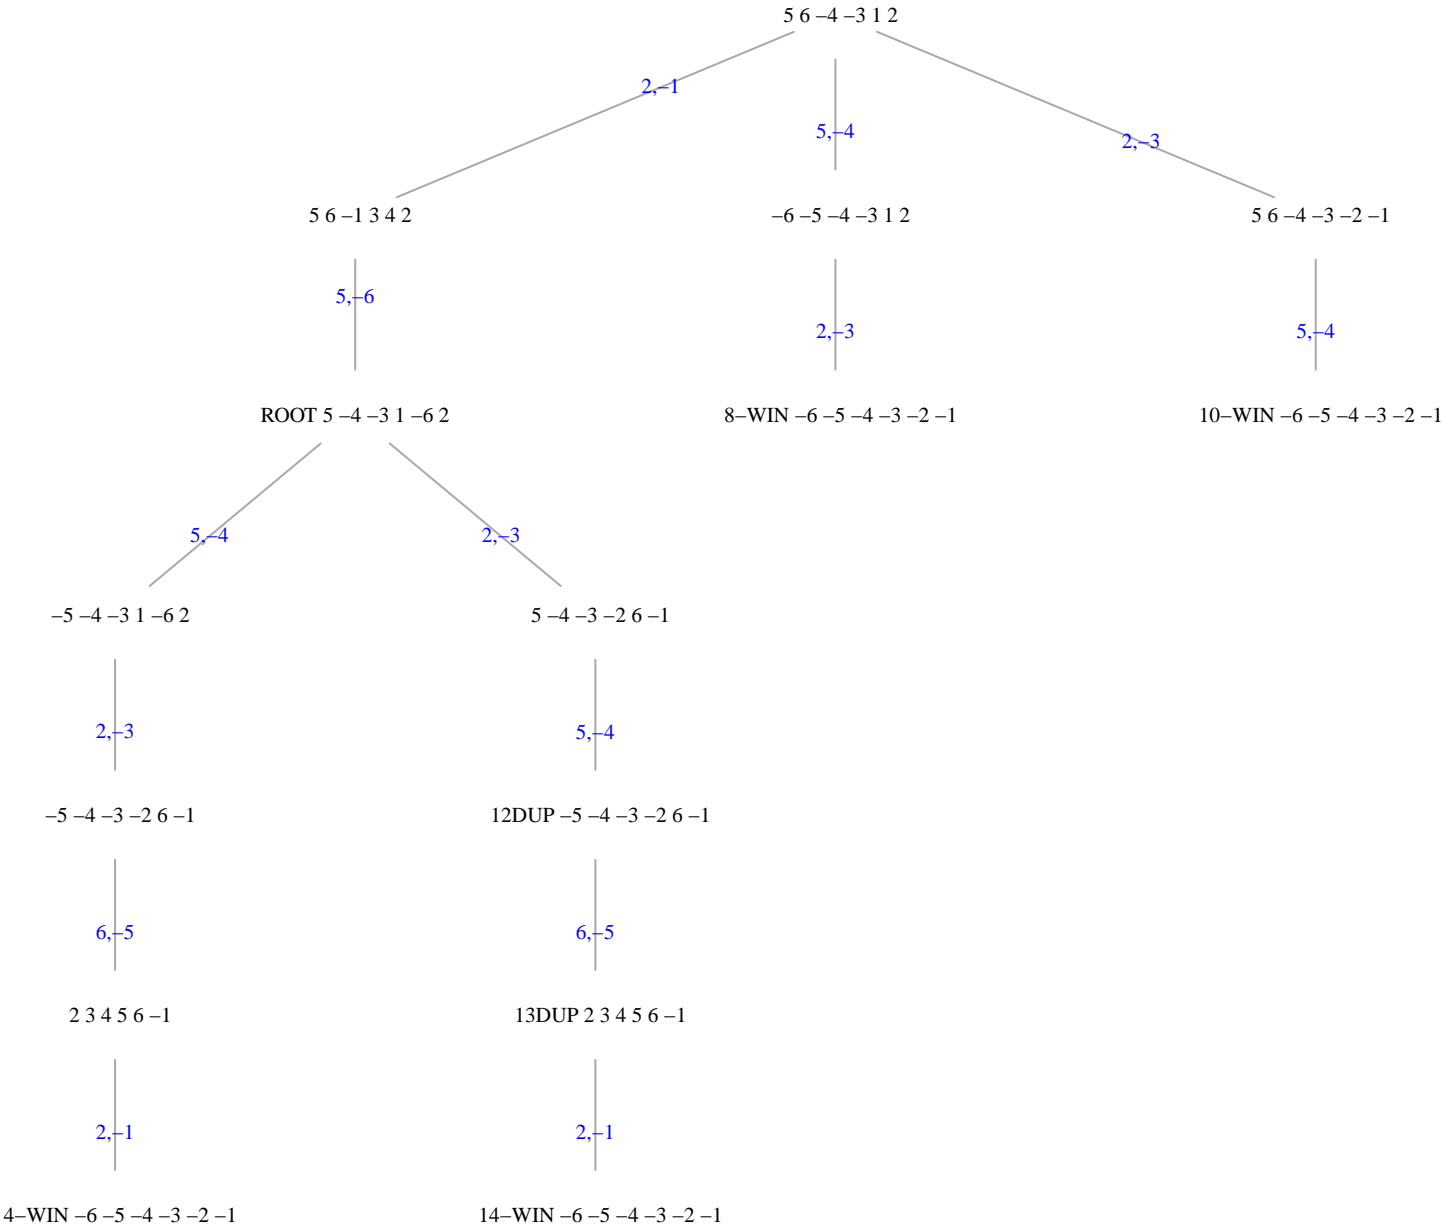 5 6 –4 –3 1 2
2,–1
5,–4
2,–3
5 6 –1 3 4 2
–6 –5 –4 –3 1 2
5 6 –4 –3 –2 –1
5,–6
2,–3
5,–4
ROOT 5 –4 –3 1 –6 2
8–WIN –6 –5 –4 –3 –2 –1
10–WIN –6 –5 –4 –3 –2 –1
5,–4
2,–3
–5 –4 –3 1 –6 2
5 –4 –3 –2 6 –1
2,–3
5,–4
–5 –4 –3 –2 6 –1
12DUP –5 –4 –3 –2 6 –1
6,–5
6,–5
2 3 4 5 6 –1
13DUP 2 3 4 5 6 –1
2,–1
2,–1
4–WIN –6 –5 –4 –3 –2 –1
14–WIN –6 –5 –4 –3 –2 –1